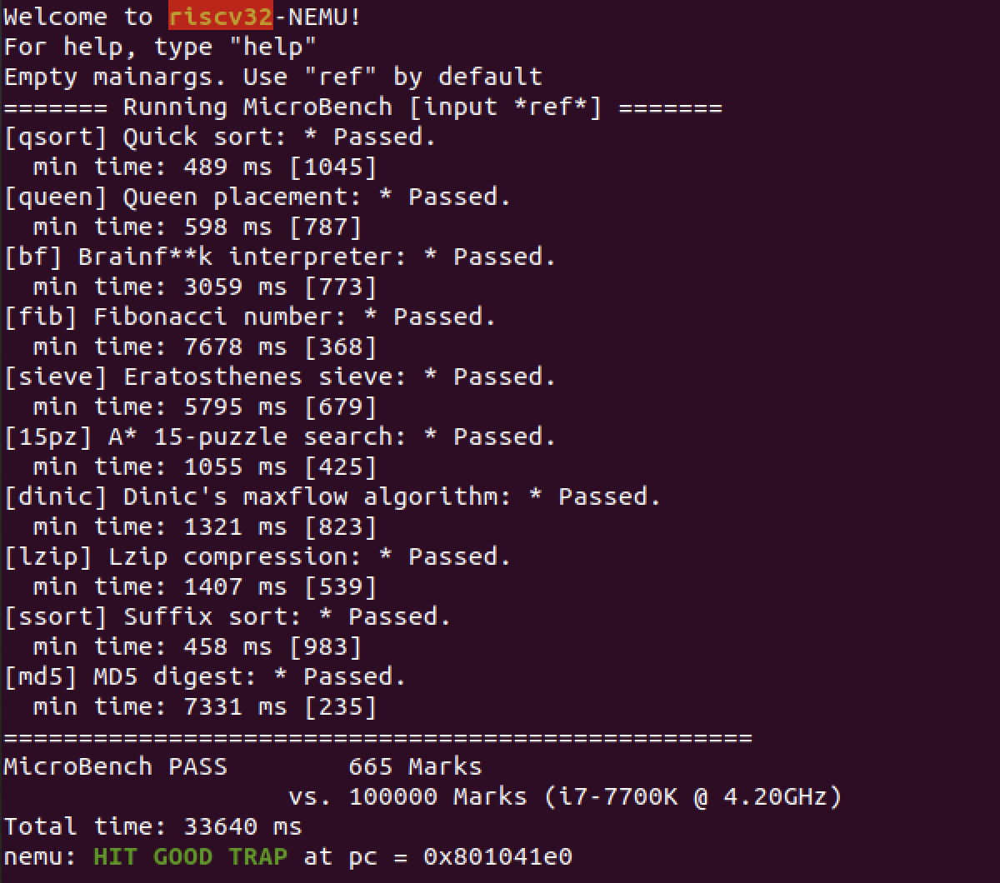 Welcome to riscv32-NEMU!
For help, type "help"
Empty mainargs. Use "ref" by default
======= Running MicroBench [input *ref*] =======
[qsort] Quick sort: * Passed.
  min time: 489 ms [1045]
[queen] Queen placement: * Passed.
  min time: 598 ms [787]
[bf] Brainf**k interpreter: * Passed.
  min time: 3059 ms [773]
[fib] Fibonacci number: * Passed.
  min time: 7678 ms [368]
[sieve] Eratosthenes sieve: * Passed.
  min time: 5795 ms [679]
[15pz] A* 15-puzzle search: * Passed.
  min time: 1055 ms [425]
[dinic] Dinic's maxflow algorithm: * Passed.
  min time: 1321 ms [823]
[lzip] Lzip compression: * Passed.
  min time: 1407 ms [539]
[ssort] Suffix sort: * Passed.
  min time: 458 ms [983]
[md5] MD5 digest: * Passed.
  min time: 7331 ms [235]
==================================================
MicroBench PASS        665 Marks
                   vs. 100000 Marks (i7-7700K @ 4.20GHz)
Total time: 33640 ms
nemu: HIT GOOD TRAP at pc = 0x801041e0